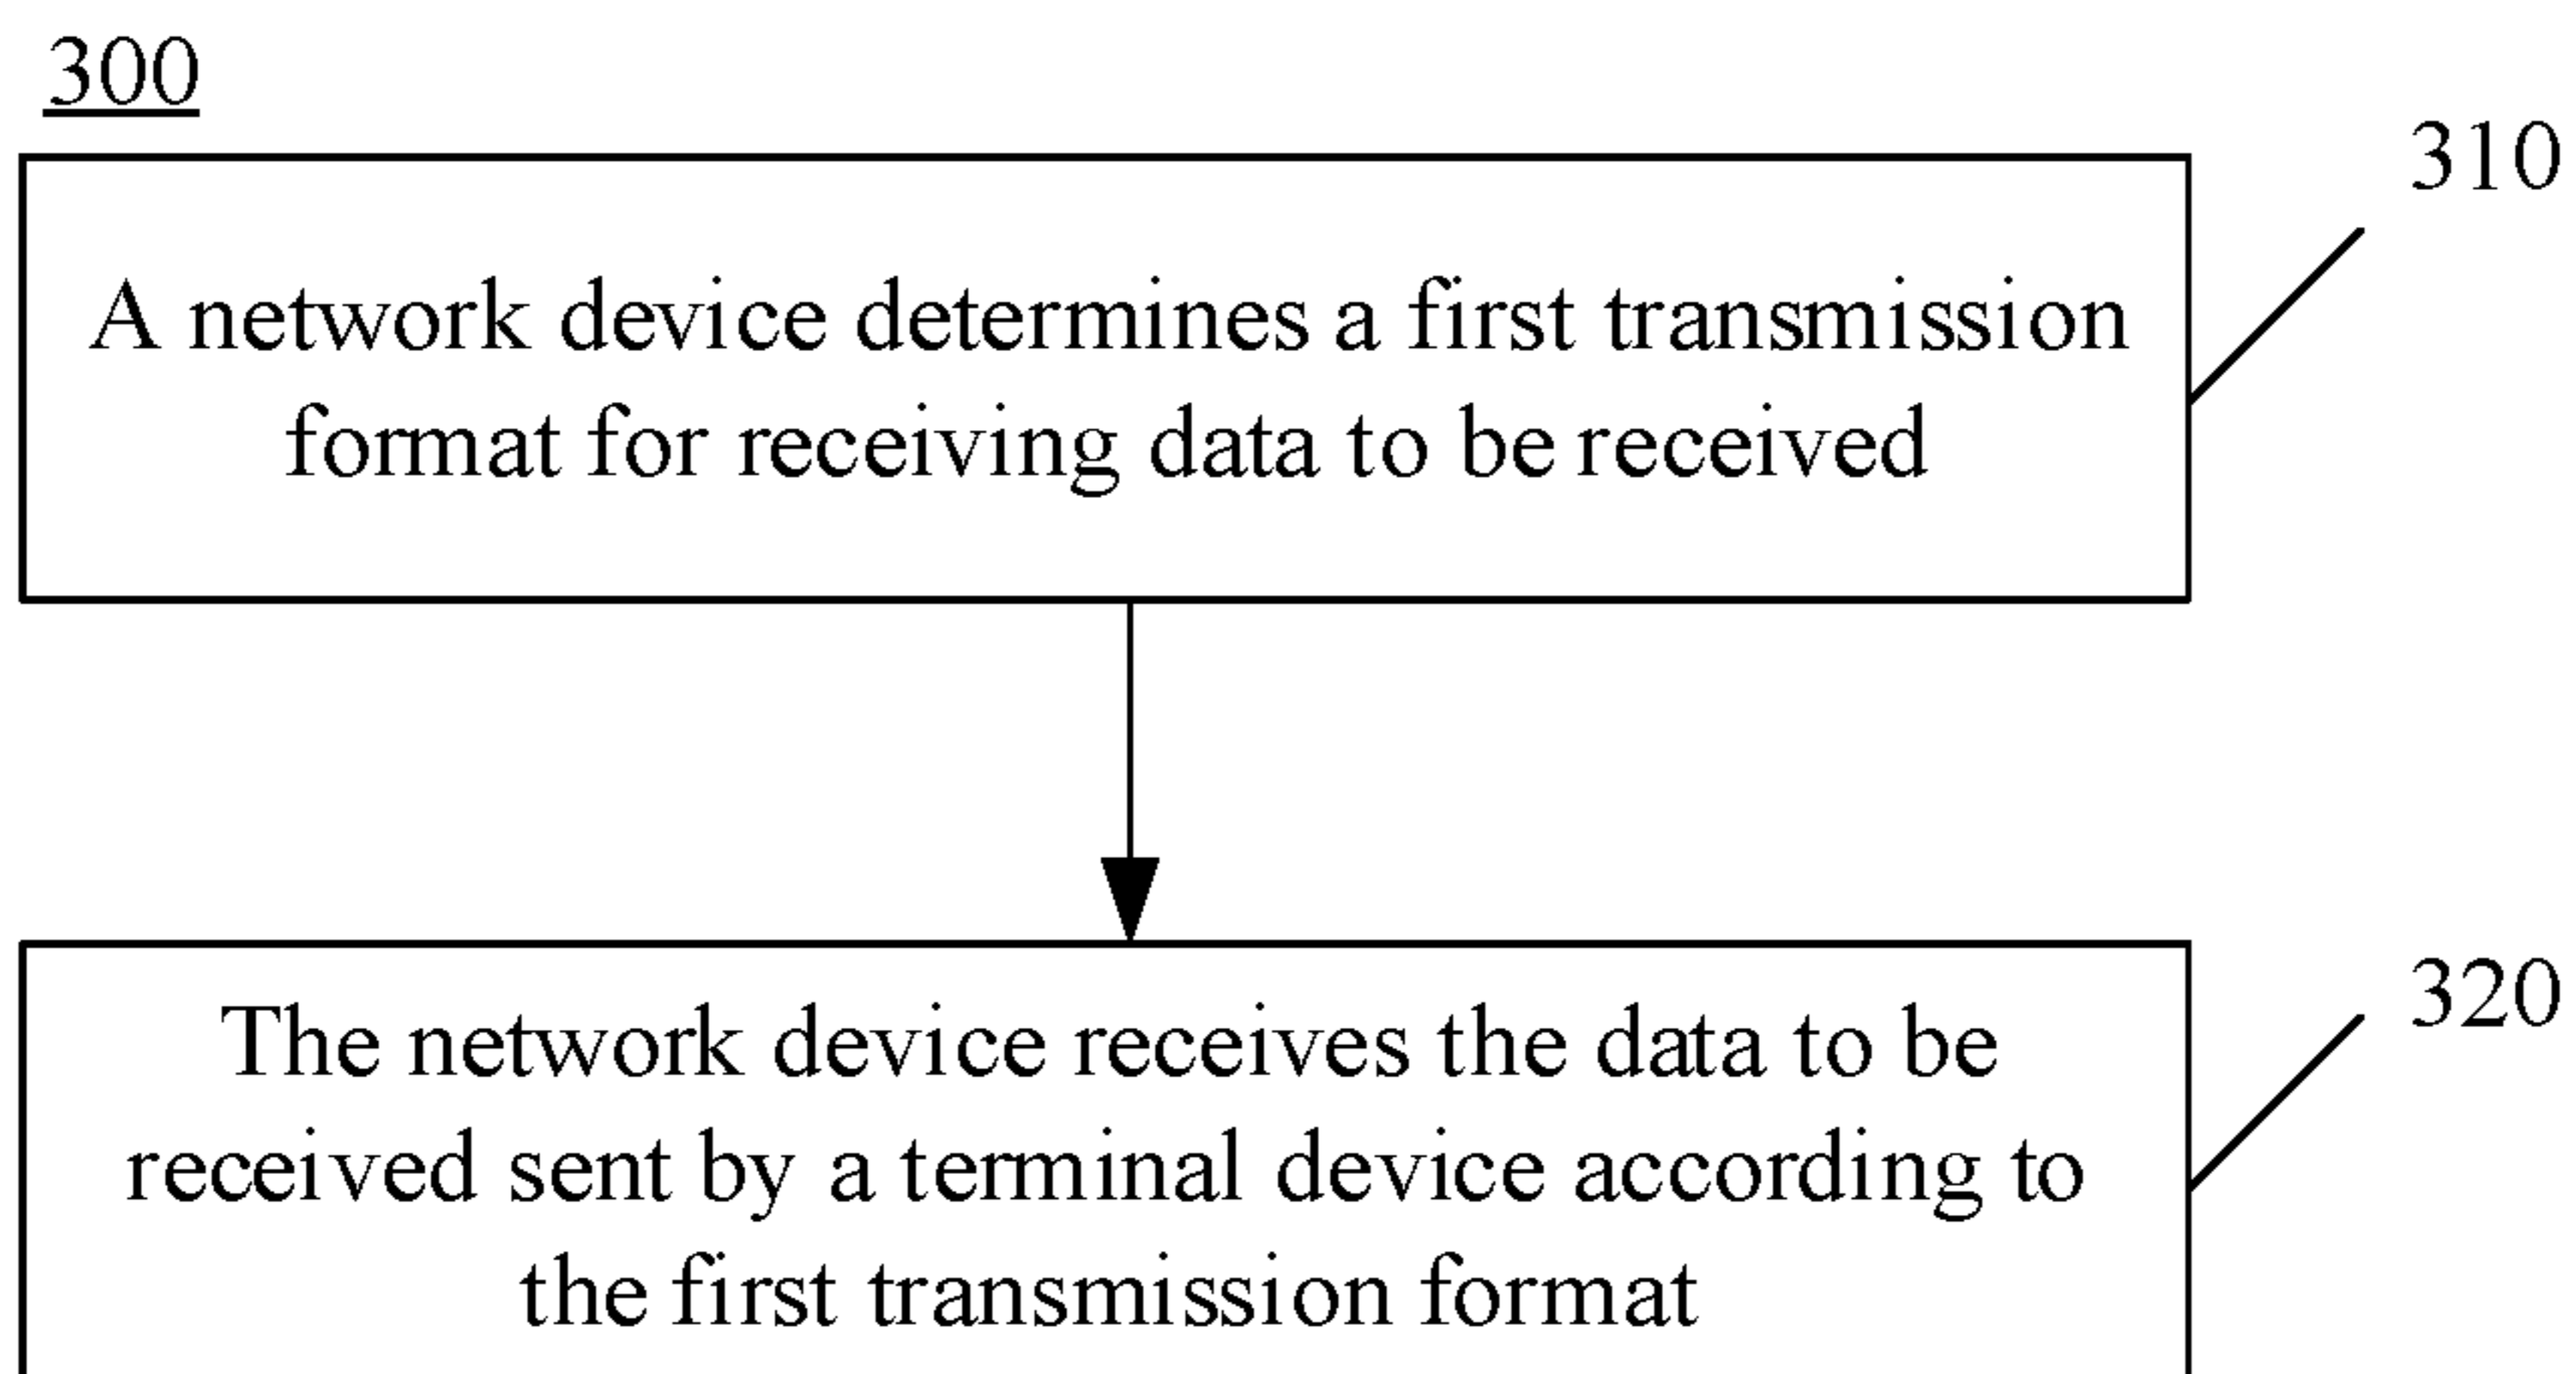 300
310
A network device determines a first transmission
format for receiving data to be received
320
The network device receives the data to be
received sent by a terminal device according to
the first transmission format